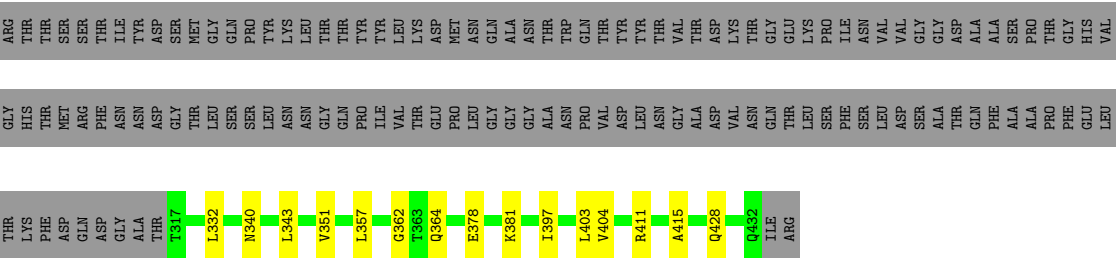 ARG THR THR SER SER THR ILE TYR ASP SER MET GLY GLN PRO TYR LYS LEU THR THR TYR TYR LEU LYS ASP MET ASN GLN ALA ASN THR TRP GLN THR TYR TYR THR VAL THR ASP LYS THR GLY GLU LYS PRO ILE ASN VAL VAL GLY GLY ASP ALA ALA SER PRO THR GLY HIS VAL
GLY HIS THR MET ARG PHE ASN ASN ASP GLY THR LEU SER SER LEU ASN ASN GLY GLN PRO ILE VAL THR GLU PRO LEU GLY GLY GLY ALA ASN PRO VAL ASP LEU ASN GLY ALA ASP VAL ASN GLN THR LEU SER PHE SER LEU ASP SER ALA THR GLN PHE ALA ALA PRO PHE GLU LEU
THR LYS PHE ASP GLN ASP GLY ALA THR T317 L332 N340 L343 V351 L357 G362 T363 Q364 E378 K381 I397 L403 V404 R411 A415 Q428 Q432 ILE ARG